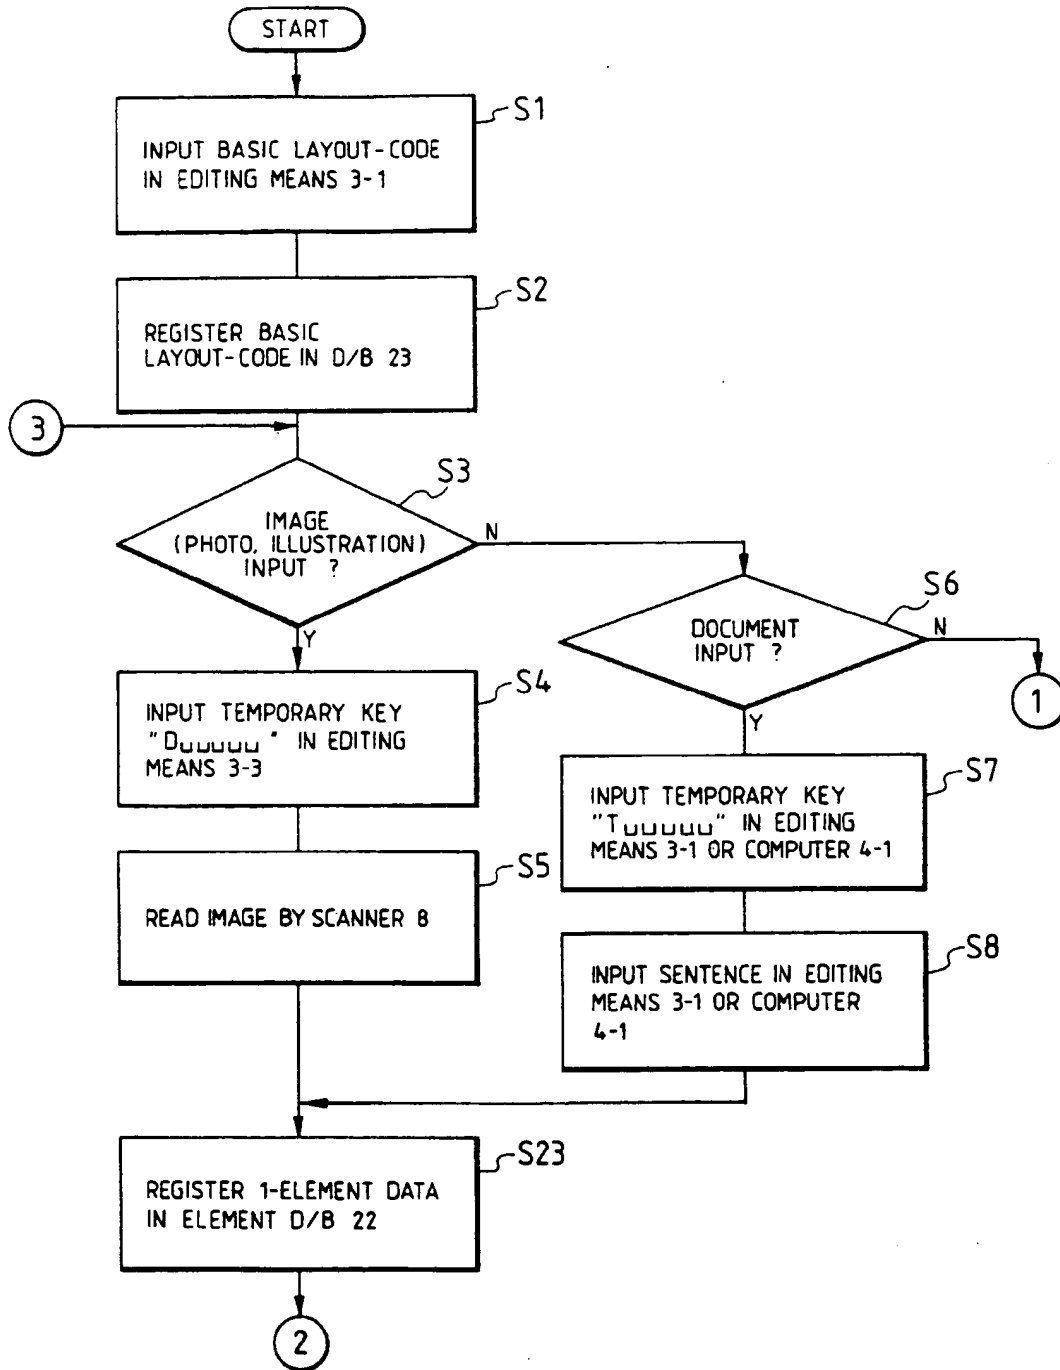 START
S1
INPUT BASIC LAYOUT-CODE
IN EDITING MEANS 3-1
S2
REGISTER BASIC
LAYOUT-CODE IN D/B 23
3
S3
IMAGE
(PHOTO, ILLUSTRATION)
INPUT ?
N
Y
S6
DOCUMENT
INPUT ?
N
1
Y
S4
INPUT TEMPORARY KEY
"D␣␣␣␣␣" IN EDITING
MEANS 3-3
S5
READ IMAGE BY SCANNER 8
S7
INPUT TEMPORARY KEY
"T␣␣␣␣␣" IN EDITING
MEANS 3-1 OR COMPUTER 4-1
S8
INPUT SENTENCE IN EDITING
MEANS 3-1 OR COMPUTER
4-1
S23
REGISTER 1-ELEMENT DATA
IN ELEMENT D/B 22
2